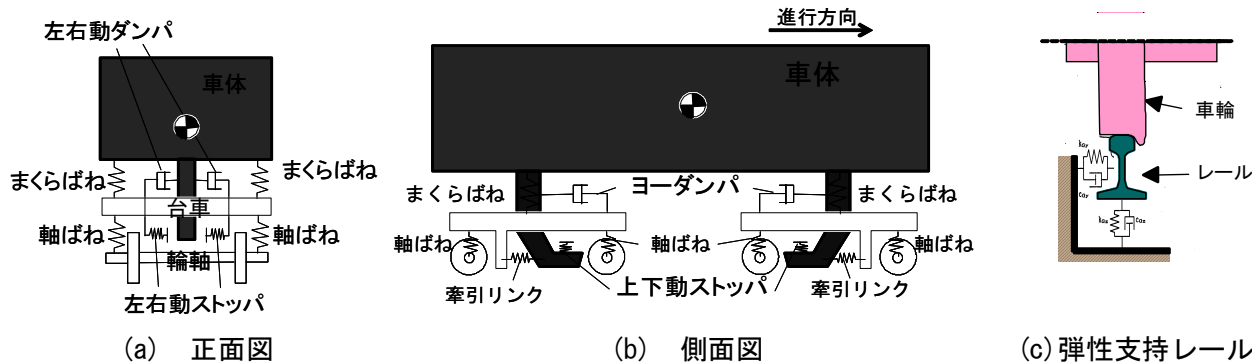 左右動ダンパ
車体
まくらばね
まくらばね
台車
軸ばね
軸ばね
輪軸
左右動ストッパ
(a) 正面図
進行方向
車体
まくらばね
ヨーダンパ
まくらばね
軸ばね
軸ばね
軸ばね
牽引リンク
上下動ストッパ
牽引リンク
(b) 側面図
車輪
レール
(c) 弾性支持レール